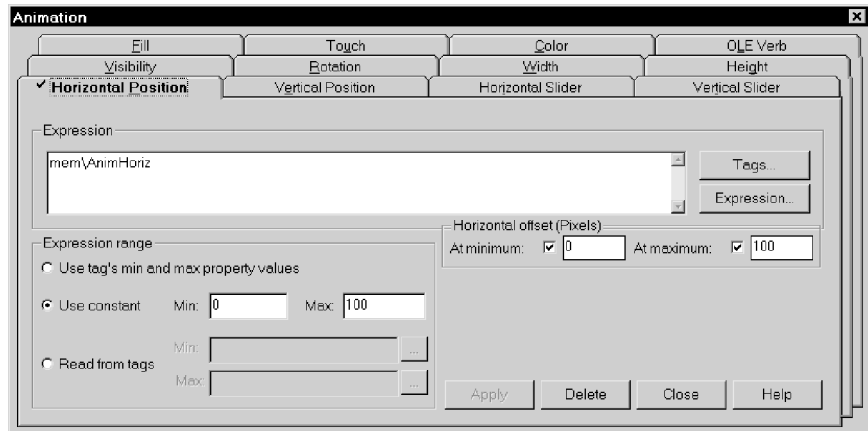 Animation
Fill Touch Color OLE Verb
Visibility Rotation Width Height
Horizontal Position Vertical Position Horizontal Slider Vertical Slider
Expression
mem\AnimHoriz
Tags...
Expression...
Horizontal offset (Pixels)
At minimum: 0 At maximum: 100
Expression range
Use tag's min and max property values
Use constant Min: 0 Max: 100
Read from tags
Min: ...
Max: ...
Apply Delete Close Help